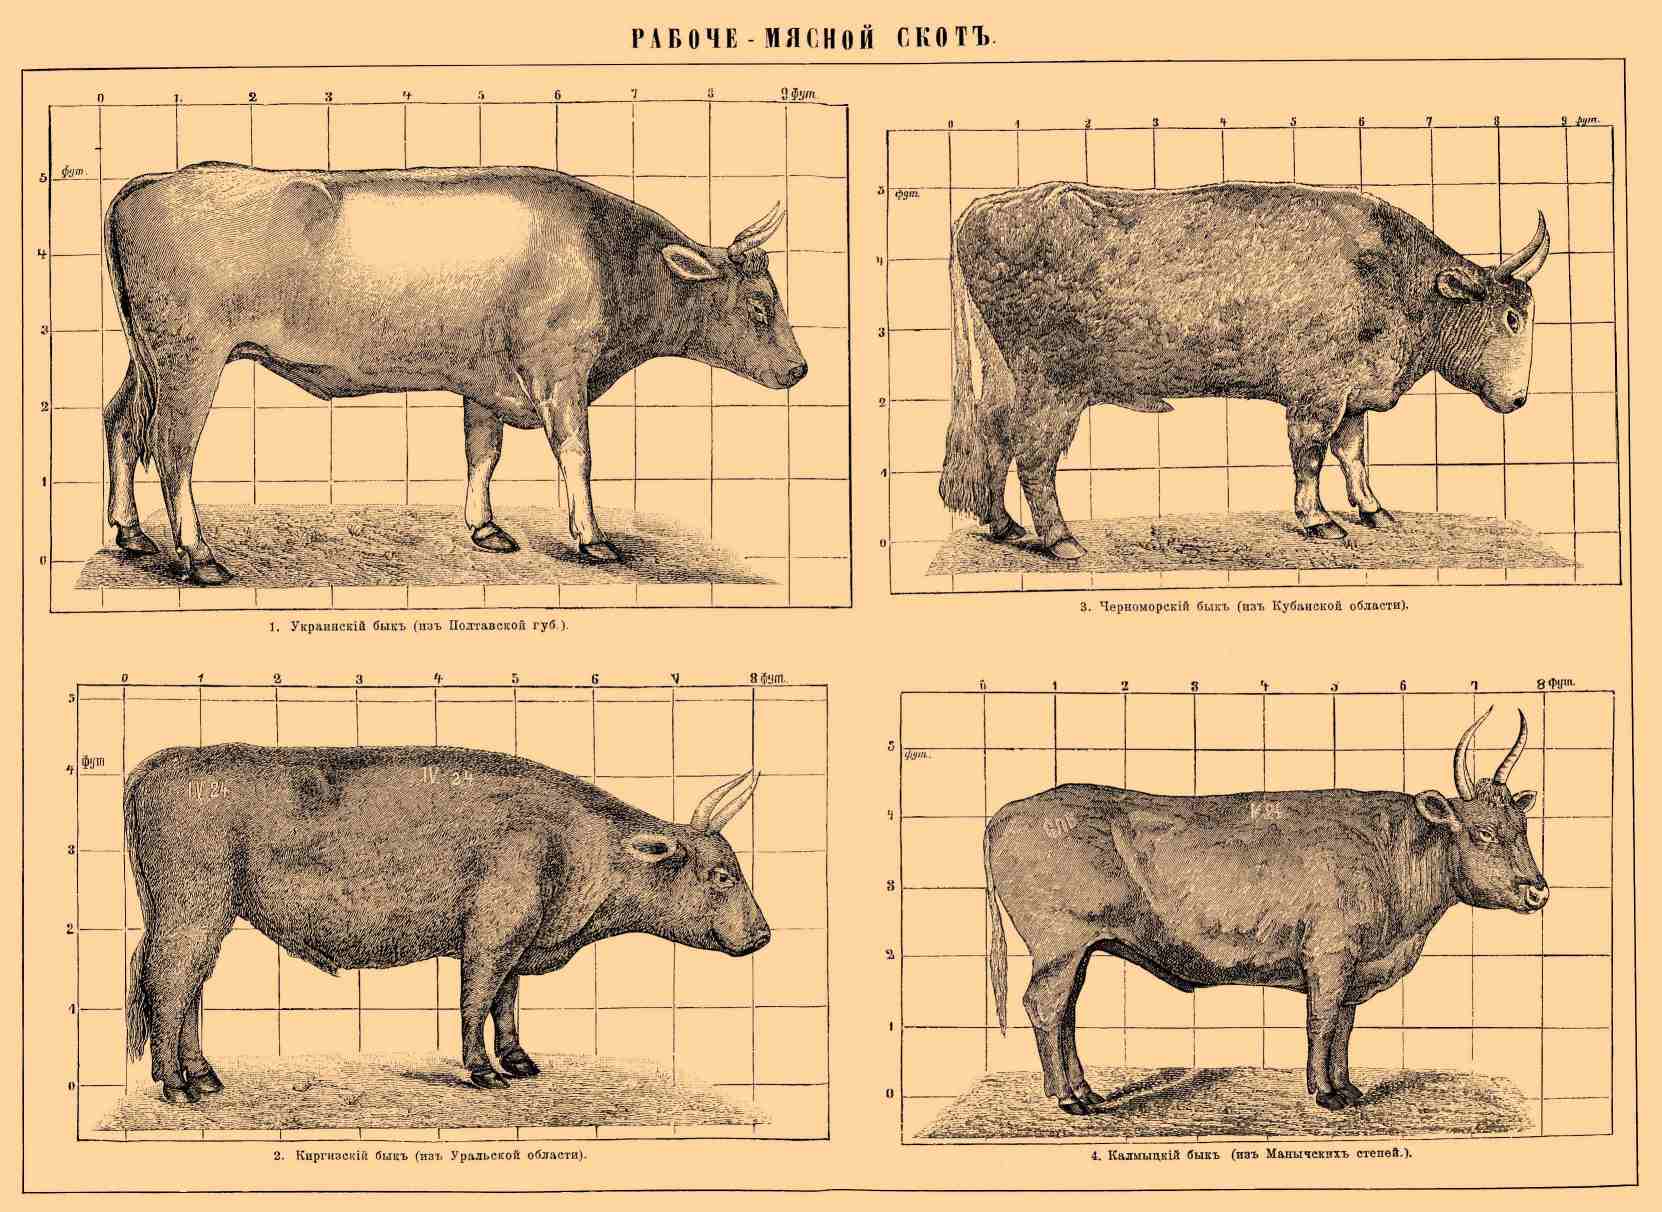 РАБОЧЕ-МЯСНОЙ СКОТЪ.
0 1. 2 3 4 5 6 7 8 9 фут.
5 фут.
4
3
2
1
0
1. Украинскій быкъ (изъ Полтавской губ.).
0 1 2 3 4 5 6 7 8 9 фут.
5 фут.
4
3
2
1
0
3. Черноморскій быкъ (изъ Кубанской области).
0 1 2 3 4 5 6 7 8 фут.
5
4 фут
3
2
1
0
IV 24
IV 24
2. Киргизскій быкъ (изъ Уральской области).
0 1 2 3 4 5 6 7 8 фут.
5 фут.
4
3
2
1
0
4. Калмыцкій быкъ (изъ Манычскихъ степей.).